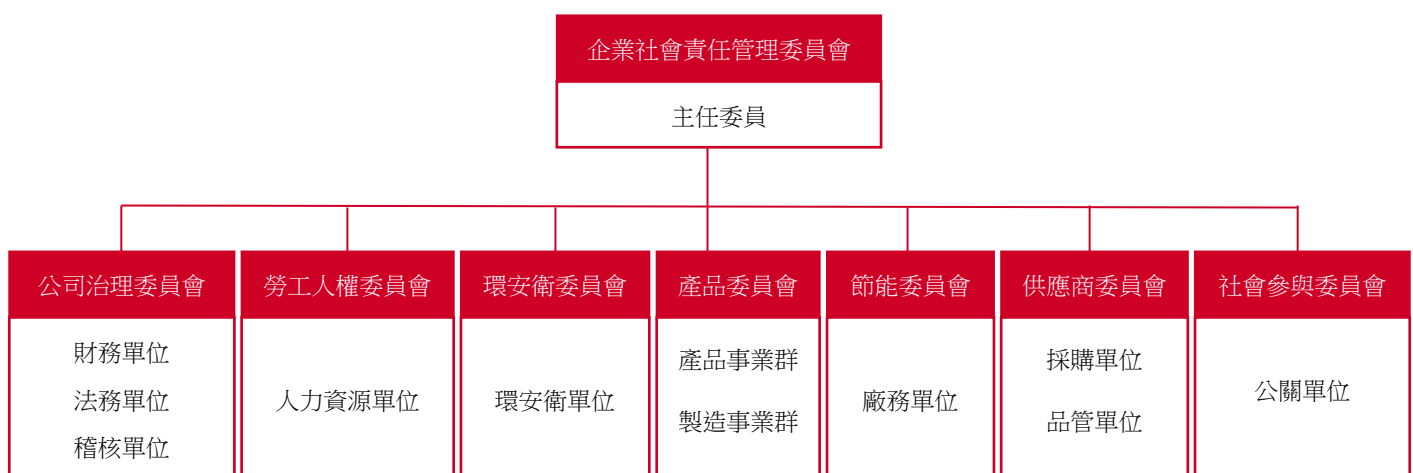 企業社會責任管理委員會
主任委員
公司治理委員會
財務單位
法務單位
稽核單位
勞工人權委員會
人力資源單位
環安衛委員會
環安衛單位
產品委員會
產品事業群
製造事業群
節能委員會
廠務單位
供應商委員會
採購單位
品管單位
社會參與委員會
公關單位